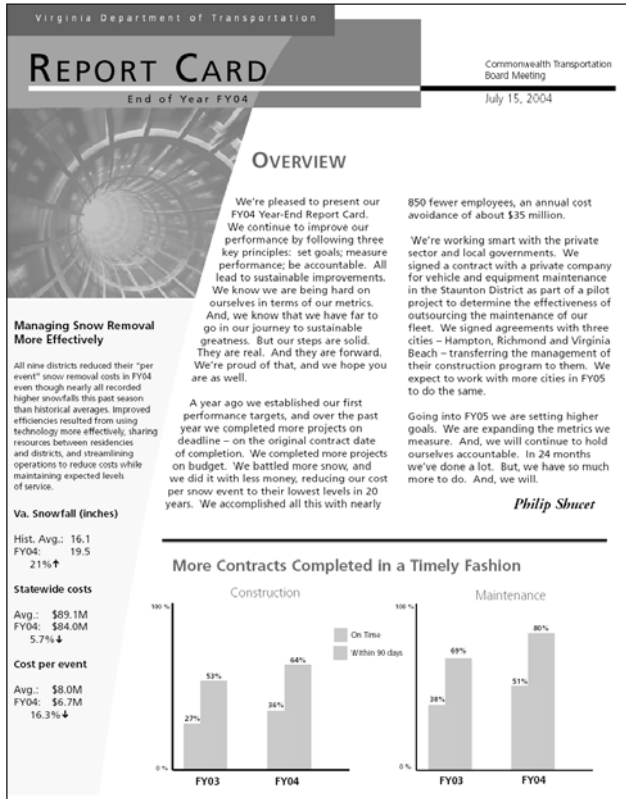 Virginia Department of Transportation
REPORT CARD
End of Year FY04
Commonwealth Transportation
Board Meeting
July 15, 2004
OVERVIEW
We're pleased to present our
FY04 Year-End Report Card.
We continue to improve our
performance by following three
key principles:  set goals; measure
performance; be accountable.  All
lead to sustainable improvements.
We know we are being hard on
ourselves in terms of our metrics.
And, we know that we have far to
go in our journey to sustainable
greatness.  But our steps are solid.
They are real.  And they are forward.
We're proud of that, and we hope you
are as well.
A year ago we established our first
performance targets, and over the past
year we completed more projects on
deadline – on the original contract date
of completion.  We completed more projects
on budget.  We battled more snow, and
we did it with less money, reducing our cost
per snow event to their lowest levels in 20
years.  We accomplished all this with nearly
850 fewer employees, an annual cost
avoidance of about $35 million.
We're working smart with the private
sector and local governments.  We
signed a contract with a private company
for vehicle and equipment maintenance
in the Staunton District as part of a pilot
project to determine the effectiveness of
outsourcing the maintenance of our
fleet.  We signed agreements with three
cities – Hampton, Richmond and Virginia
Beach – transferring the management of
their construction program to them.  We
expect to work with more cities in FY05
to do the same.
Going into FY05 we are setting higher
goals.  We are expanding the metrics we
measure.  And, we will continue to hold
ourselves accountable.  In 24 months
we've done a lot.  But, we have so much
more to do.  And, we will.
Philip Shucet
Managing Snow Removal
More Effectively
All nine districts reduced their "per
event" snow removal costs in FY04
even though nearly all recorded
higher snowfalls this past season
than historical averages. Improved
efficiencies resulted from using
technology more effectively, sharing
resources between residencies
and districts, and streamlining
operations to reduce costs while
maintaining expected levels
of service.
Va. Snowfall (inches)
Hist. Avg.: 16.1
FY04: 19.5
21%↑
Statewide costs
Avg.: $89.1M
FY04: $84.0M
5.7%↓
Cost per event
Avg.: $8.0M
FY04: $6.7M
16.3%↓
More Contracts Completed in a Timely Fashion
Construction
100 %
27%
53%
36%
64%
0 %
FY03 FY04
On Time
Within 90 days
Maintenance
100 %
38%
69%
51%
80%
0 %
FY03 FY04